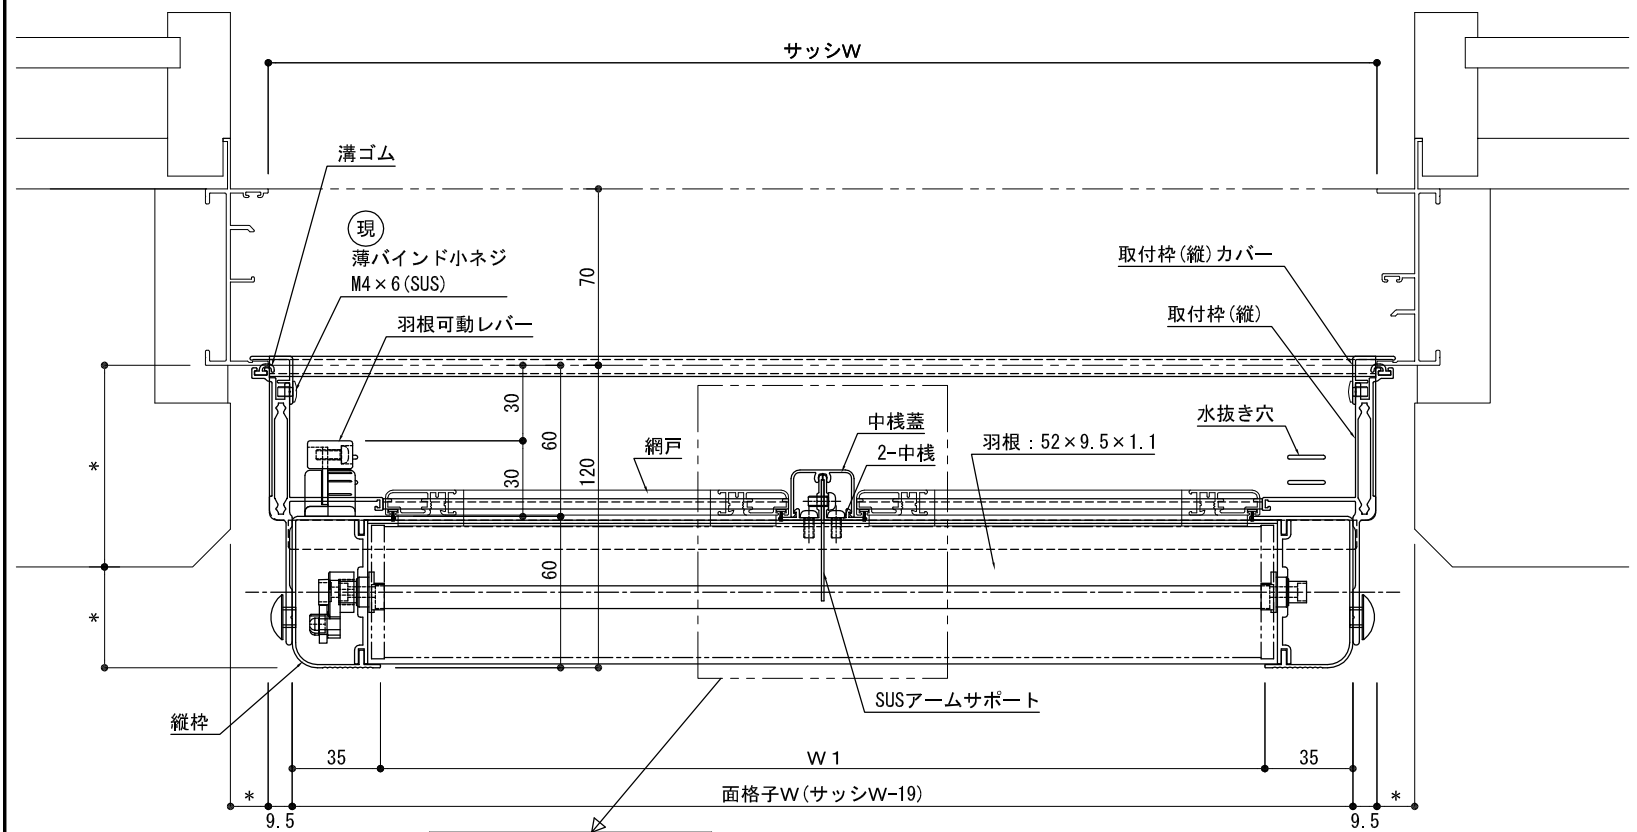 サッシW
溝ゴム
現
薄バインド小ネジ
M4×6(SUS)
羽根可動レバー
70
取付枠(縦)カバー
取付枠(縦)
30
60
30
120
網戸
中桟蓋
2-中桟
羽根:52×9.5×1.1
水抜き穴
*
60
*
SUSアームサポート
縦枠
35
W1
35
*
9.5
面格子W(サッシW-19)
9.5
*